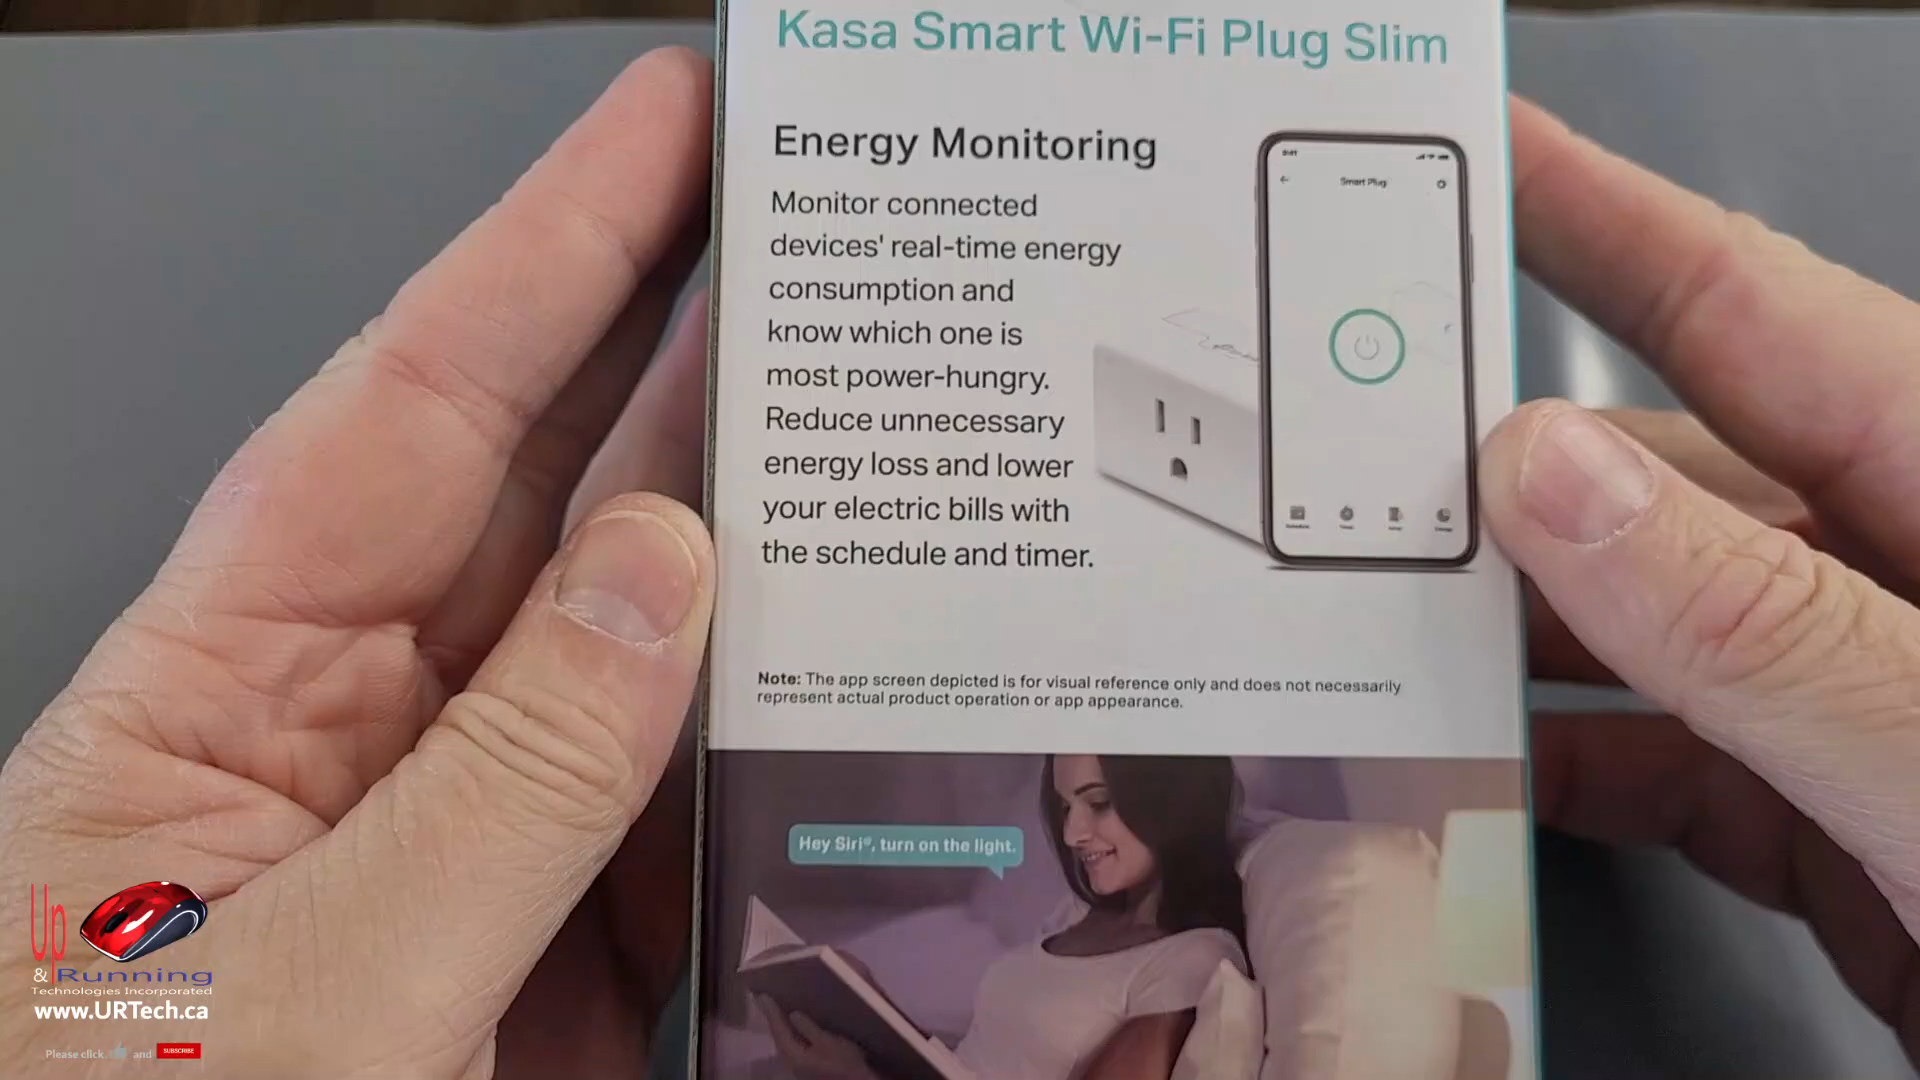 Kasa Smart Wi-Fi Plug Slim
Energy Monitoring
Monitor connected
devices' real-time energy
consumption and
know which one is
most power-hungry.
Reduce unnecessary
energy loss and lower
your electric bills with
the schedule and timer.
Smart Plug
Note: The app screen depicted is for visual reference only and does not necessarily
represent actual product operation or app appearance.
Hey Siri®, turn on the light.
Up
& Running
Technologies Incorporated
www.URTech.ca
Please click and SUBSCRIBE